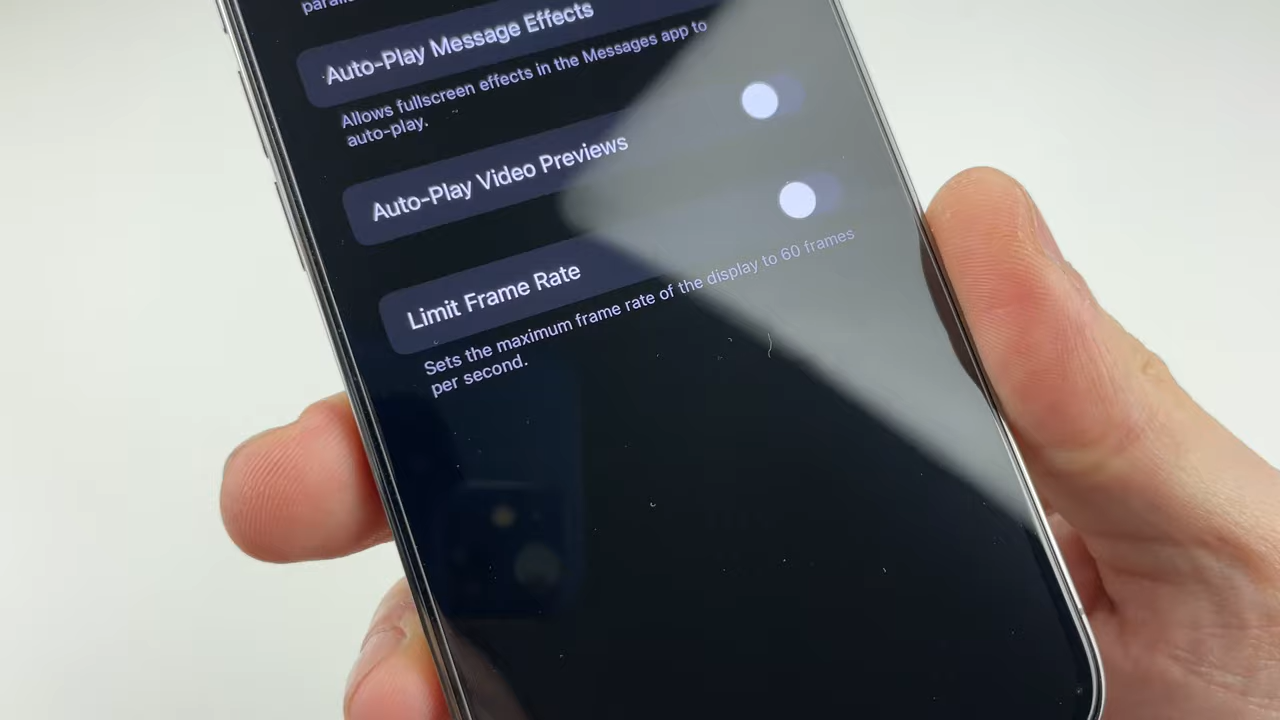 Auto-Play Message Effects
Allows fullscreen effects in the Messages app to
auto-play.
Auto-Play Video Previews
Limit Frame Rate
Sets the maximum frame rate of the display to 60 frames
per second.